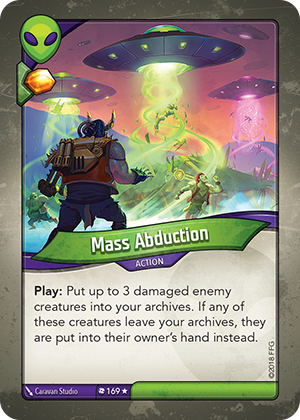 Mass Abduction
ACTION
Play: Put up to 3 damaged enemy
creatures into your archives. If any
of these creatures leave your archives, they
are put into their owner's hand instead.
©2018 FFG
Caravan Studio
169